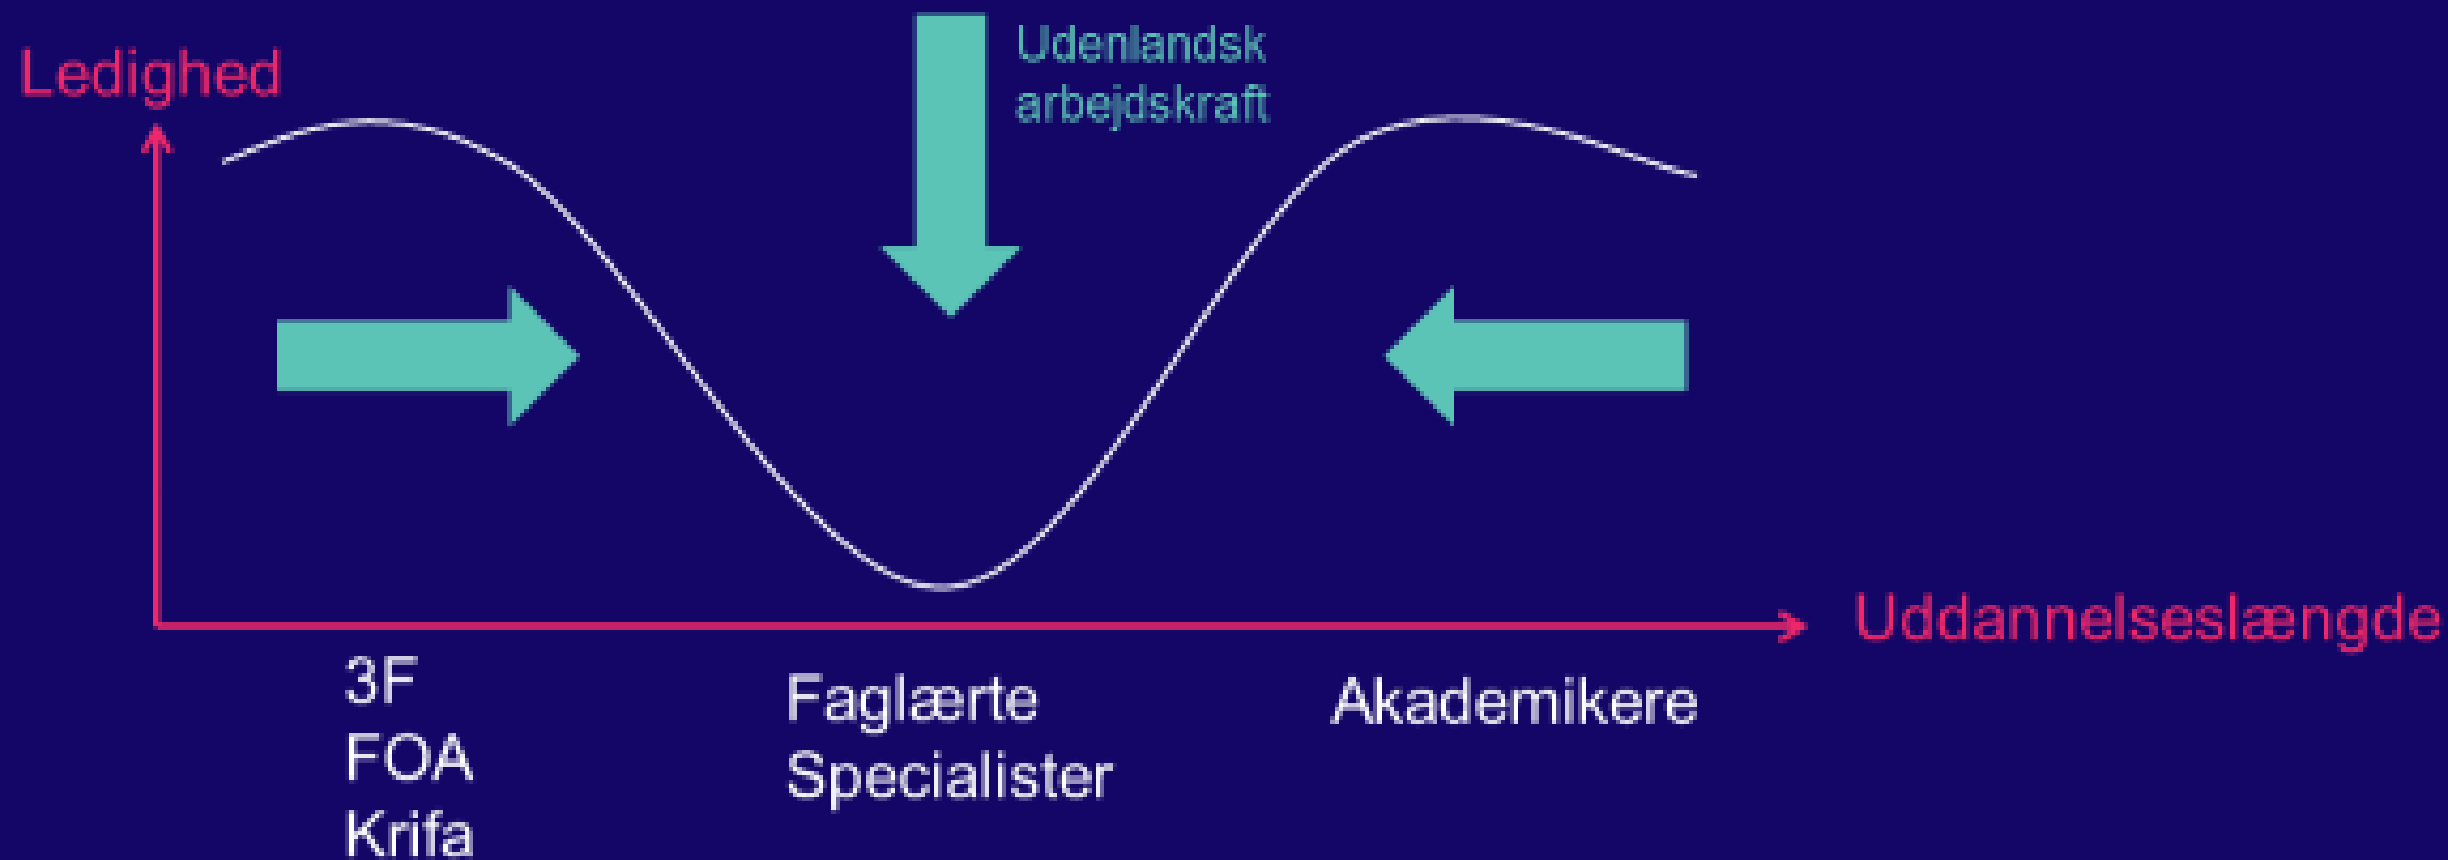 Ledighed
Udenlandsk
arbejdskraft
Uddannelseslængde
3F
FOA
Krifa
Faglærte
Specialister
Akademikere